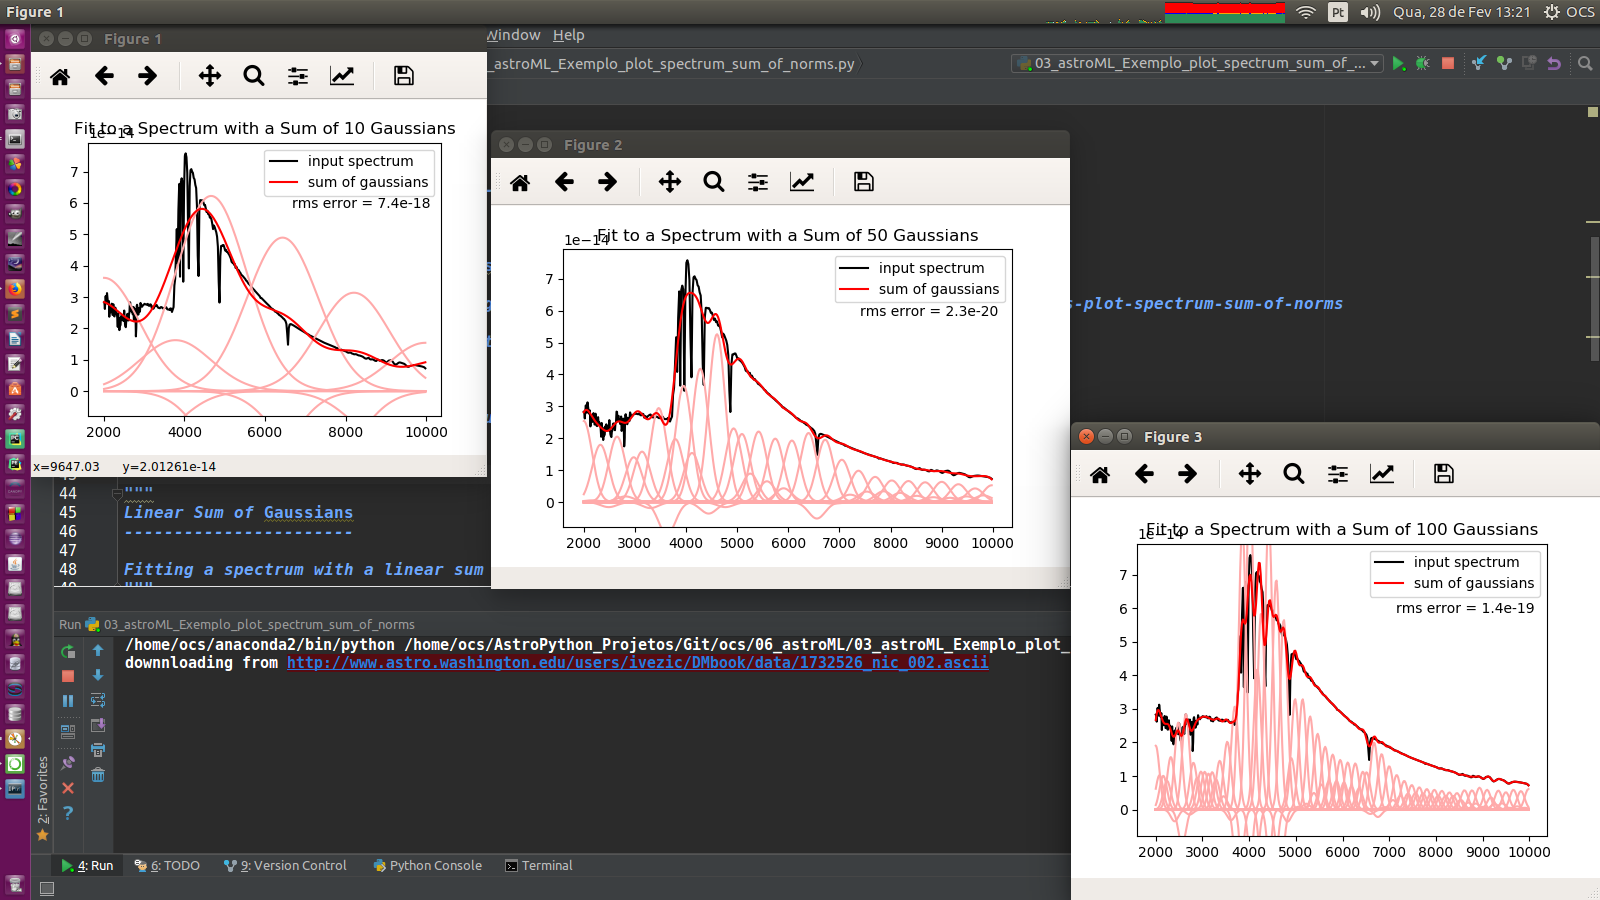 Figure 1
Pt
Qua, 28 de Fev 13:21
OCS
Figure 1
Window Help
_astroML_Exemplo_plot_spectrum_sum_of_norms.py
03_astroML_Exemplo_plot_spectrum_sum_of_...
Fit to a Spectrum with a Sum of 10 Gaussians
1e−14
input spectrum
sum of gaussians
rms error = 7.4e-18
7
6
5
4
3
2
1
0
2000 4000 6000 8000 10000
x=9647.03 y=2.01261e-14
Figure 2
Fit to a Spectrum with a Sum of 50 Gaussians
1e−14
input spectrum
sum of gaussians
rms error = 2.3e-20
7
6
5
4
3
2
1
0
2000 3000 4000 5000 6000 7000 8000 9000 10000
s-plot-spectrum-sum-of-norms
Figure 3
Fit to a Spectrum with a Sum of 100 Gaussians
1e−14
input spectrum
sum of gaussians
rms error = 1.4e-19
7
6
5
4
3
2
1
0
2000 3000 4000 5000 6000 7000 8000 9000 10000
44 """
45 Linear Sum of Gaussians
46 -----------------------
47
48 Fitting a spectrum with a linear sum
"""
Run 03_astroML_Exemplo_plot_spectrum_sum_of_norms
/home/ocs/anaconda2/bin/python /home/ocs/AstroPython_Projetos/Git/ocs/06_astroML/03_astroML_Exemplo_plot_
downnloading from http://www.astro.washington.edu/users/ivezic/DMbook/data/1732526_nic_002.ascii
2: Favorites
4: Run 6: TODO 9: Version Control Python Console Terminal